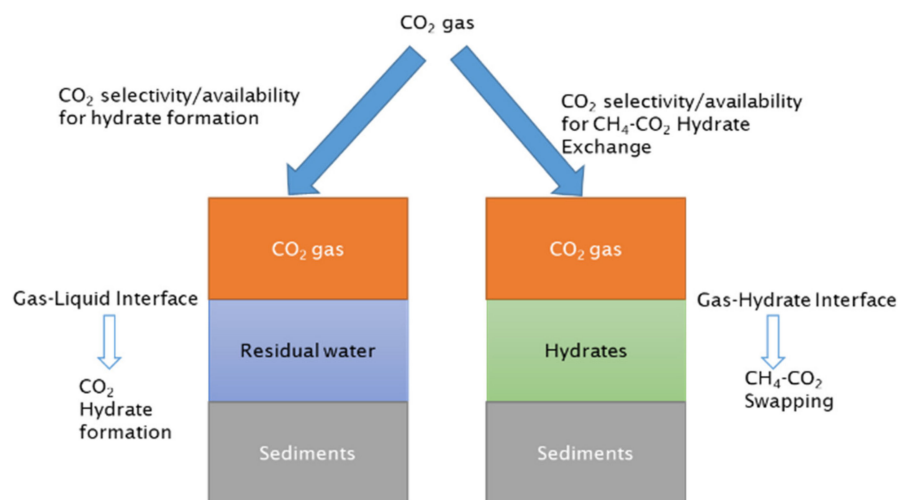 CO₂ gas
CO₂ selectivity/availability
for hydrate formation
CO₂ selectivity/availability
for CH₄-CO₂ Hydrate
Exchange
CO₂ gas
CO₂ gas
Gas-Liquid Interface
Gas-Hydrate Interface
Residual water
Hydrates
CO₂
Hydrate
formation
CH₄-CO₂
Swapping
Sediments
Sediments